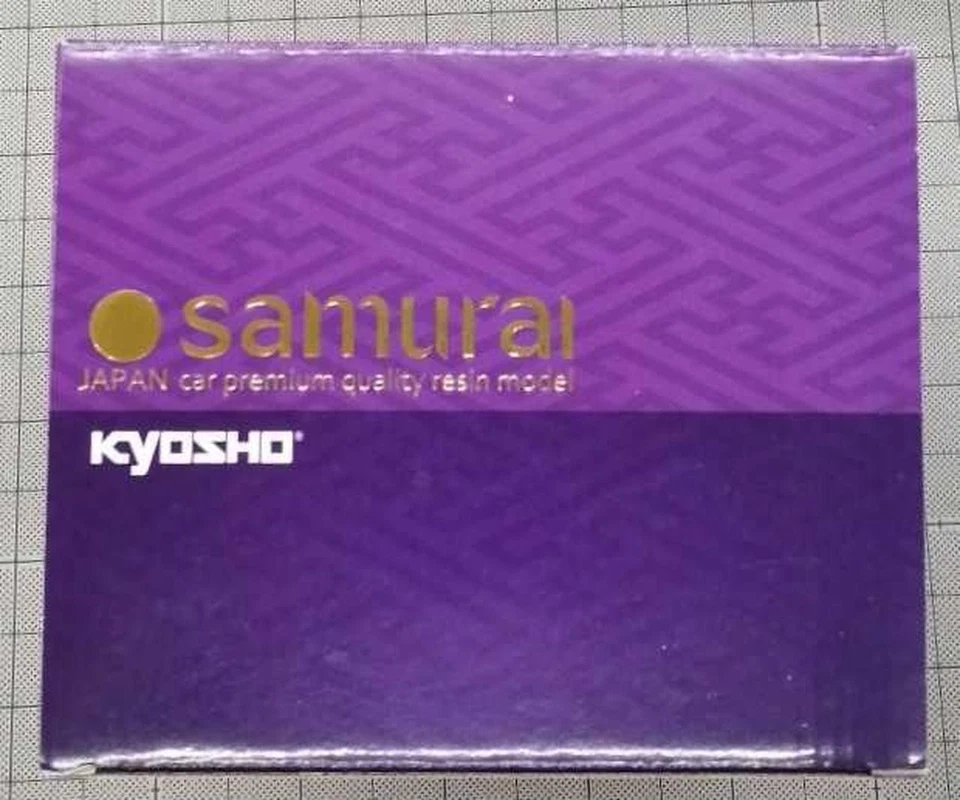 samurai
JAPAN car premium quality resin model
KYOSHO®